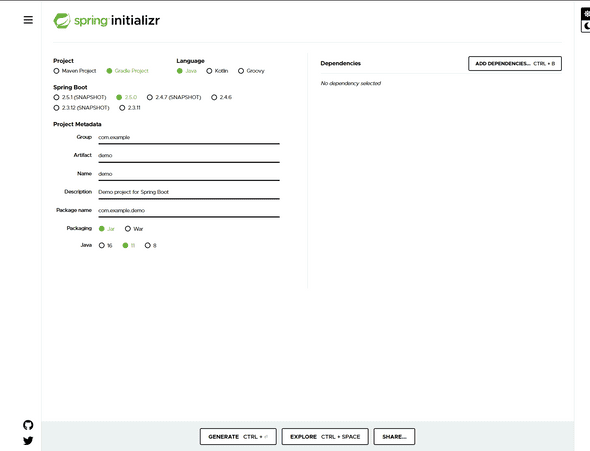 spring initializr
Project
Maven Project Gradle Project
Language
Java Kotlin Groovy
Spring Boot
2.5.1 (SNAPSHOT) 2.5.0 2.4.7 (SNAPSHOT) 2.4.6
2.3.12 (SNAPSHOT) 2.3.11
Project Metadata
Group com.example
Artifact demo
Name demo
Description Demo project for Spring Boot
Package name com.example.demo
Packaging Jar War
Java 16 11 8
Dependencies
ADD DEPENDENCIES... CTRL + B
No dependency selected
GENERATE CTRL + ⏎
EXPLORE CTRL + SPACE
SHARE...